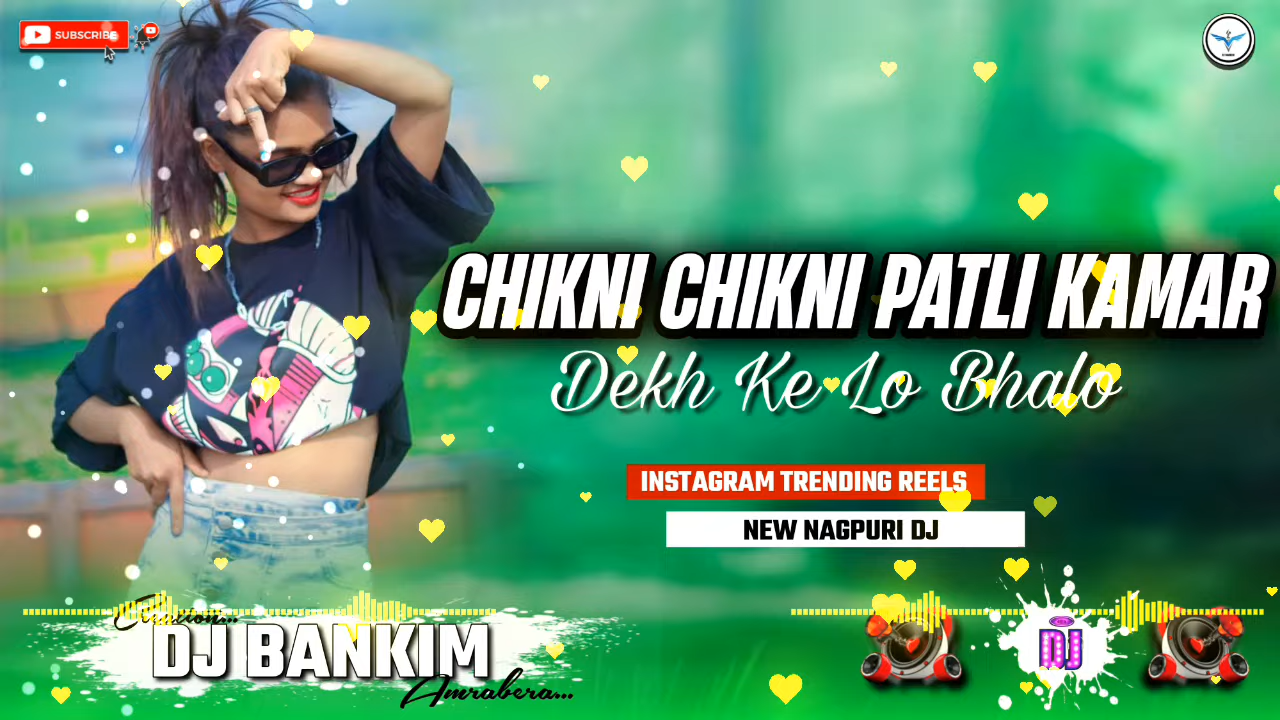 SUBSCRIBE
CHIKNI CHIKNI PATLI KAMAR
Dekh Ke Lo Bhalo
INSTAGRAM TRENDING REELS
NEW NAGPURI DJ
Creation...
DJ BANKIM
Amrabera...
DJ